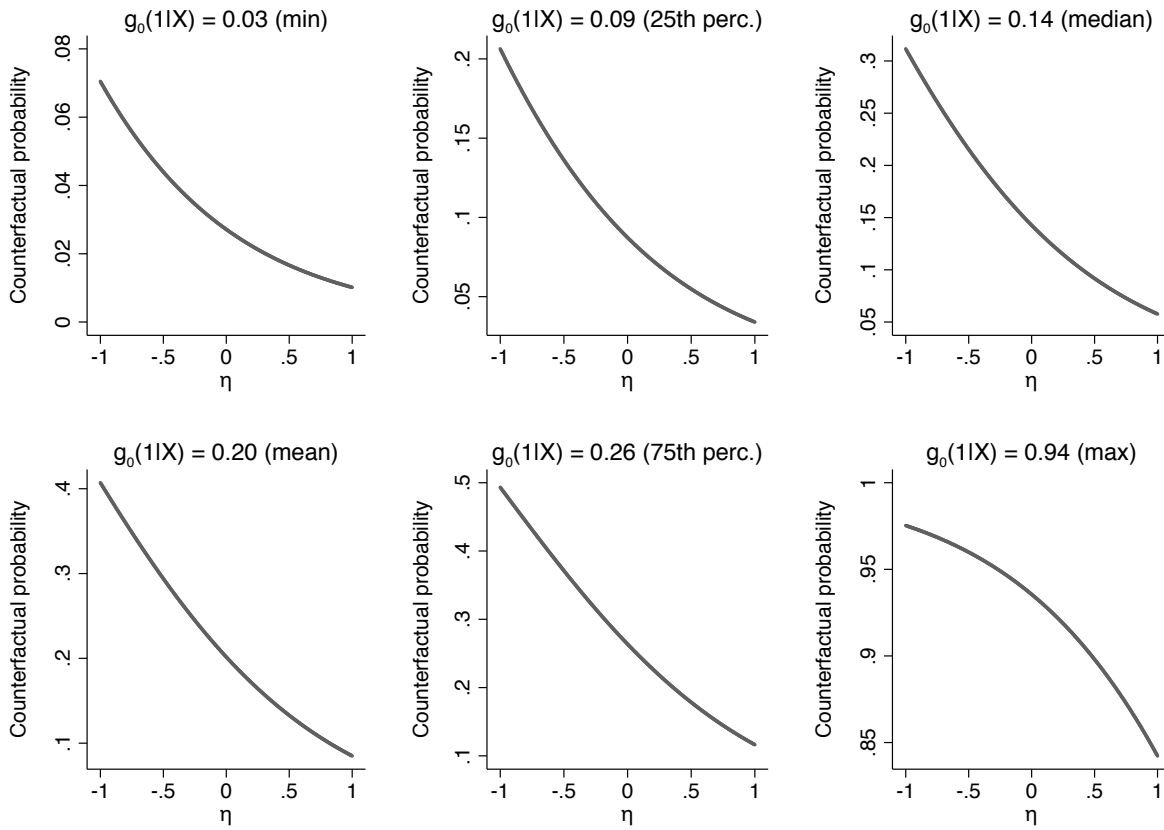 g₀(1|X) = 0.03 (min)
Counterfactual probability
.08
.06
.04
.02
0
-1 -.5 0 .5 1
η
g₀(1|X) = 0.09 (25th perc.)
Counterfactual probability
.2
.15
.1
.05
-1 -.5 0 .5 1
η
g₀(1|X) = 0.14 (median)
Counterfactual probability
.3
.25
.2
.15
.1
.05
-1 -.5 0 .5 1
η
g₀(1|X) = 0.20 (mean)
Counterfactual probability
.4
.3
.2
.1
-1 -.5 0 .5 1
η
g₀(1|X) = 0.26 (75th perc.)
Counterfactual probability
.5
.4
.3
.2
.1
-1 -.5 0 .5 1
η
g₀(1|X) = 0.94 (max)
Counterfactual probability
1
.95
.9
.85
-1 -.5 0 .5 1
η